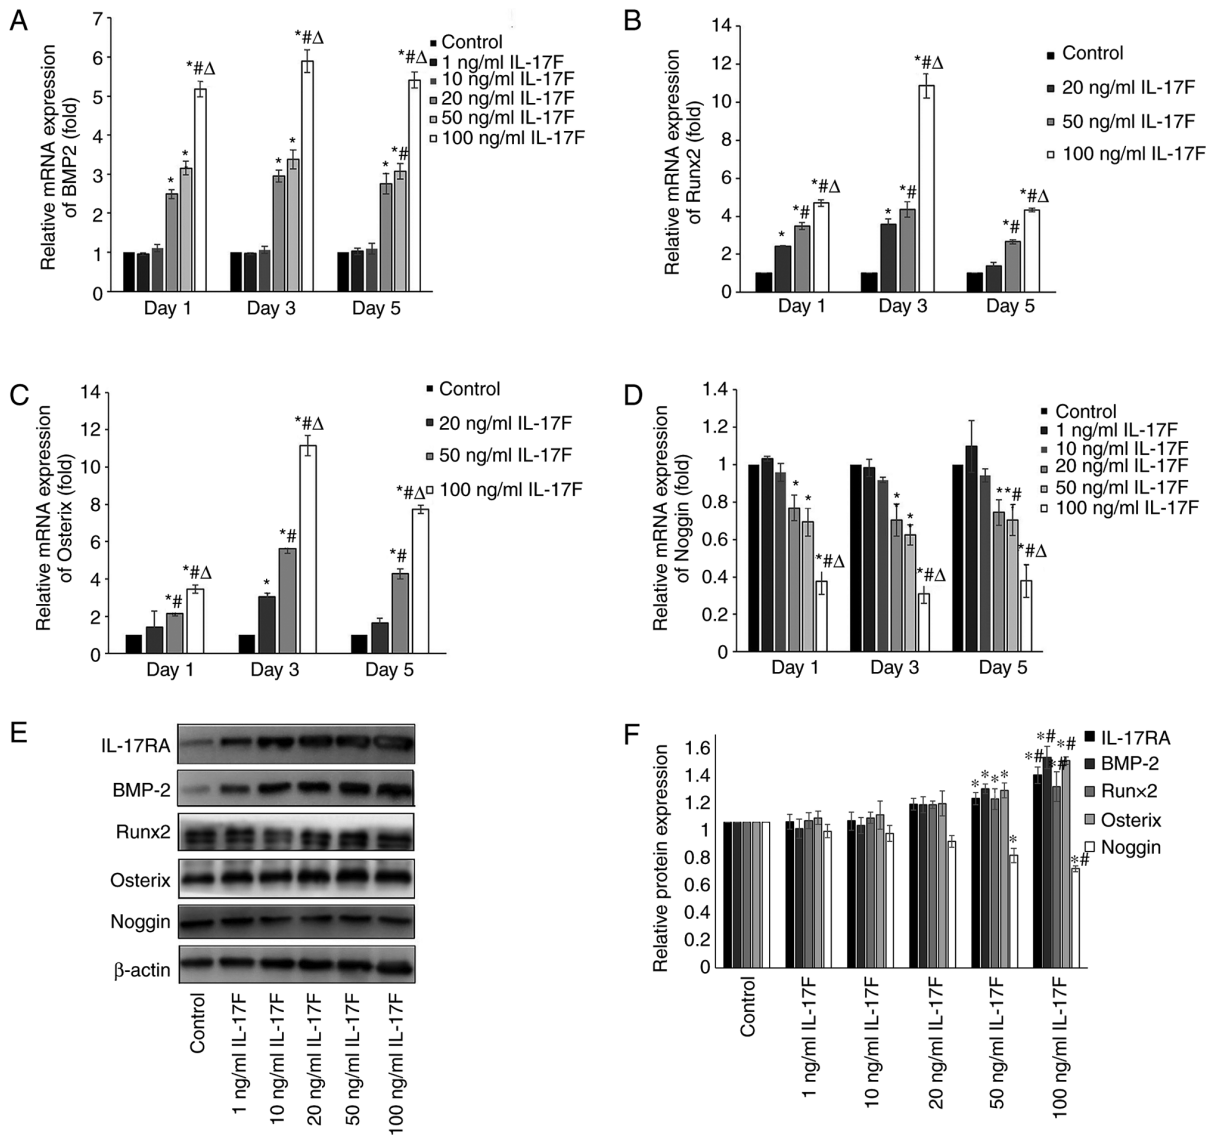 A
Relative mRNA expression
of BMP2 (fold)
7
6
5
4
3
2
1
0
*#Δ
*
*
*#Δ
*
*
*#Δ
*
*#
Day 1
Day 3
Day 5
Control
1 ng/ml IL-17F
10 ng/ml IL-17F
20 ng/ml IL-17F
50 ng/ml IL-17F
100 ng/ml IL-17F
B
Relative mRNA expression
of Runx2 (fold)
14
12
10
8
6
4
2
0
*
*#
*#Δ
*
*#
*#Δ
*#
*#Δ
Day 1
Day 3
Day 5
Control
20 ng/ml IL-17F
50 ng/ml IL-17F
100 ng/ml IL-17F
C
Relative mRNA expression
of Osterix (fold)
14
12
10
8
6
4
2
0
*#
*#Δ
*
*#
*#Δ
*#
*#Δ
Day 1
Day 3
Day 5
Control
20 ng/ml IL-17F
50 ng/ml IL-17F
100 ng/ml IL-17F
D
Relative mRNA expression
of Noggin (fold)
1.4
1.2
1
0.8
0.6
0.4
0.2
0
*
*
*#Δ
*
*
*#Δ
*
*#
*#Δ
Day 1
Day 3
Day 5
Control
1 ng/ml IL-17F
10 ng/ml IL-17F
20 ng/ml IL-17F
50 ng/ml IL-17F
100 ng/ml IL-17F
E
IL-17RA
BMP-2
Runx2
Osterix
Noggin
β-actin
Control
1 ng/ml IL-17F
10 ng/ml IL-17F
20 ng/ml IL-17F
50 ng/ml IL-17F
100 ng/ml IL-17F
F
Relative protein expression
1.6
1.4
1.2
1
0.8
0.6
0.4
0.2
0
*
*
*
*
*
*#
*#
*#
*#
*#
Control
1 ng/ml IL-17F
10 ng/ml IL-17F
20 ng/ml IL-17F
50 ng/ml IL-17F
100 ng/ml IL-17F
IL-17RA
BMP-2
Run×2
Osterix
Noggin